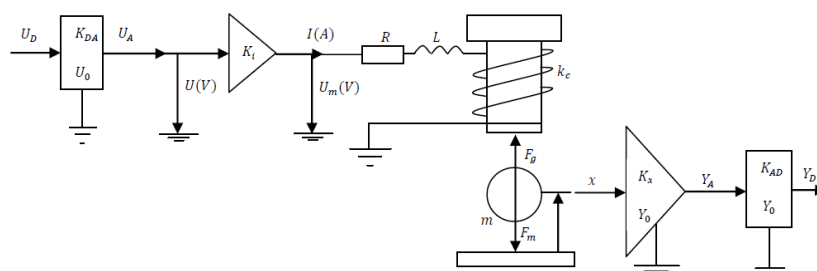 U_D
K_DA
U_0
U_A
U(V)
K_i
I(A)
U_m(V)
R
L
k_c
F_g
m
F_m
x
K_x
Y_0
Y_A
K_AD
Y_0
Y_D